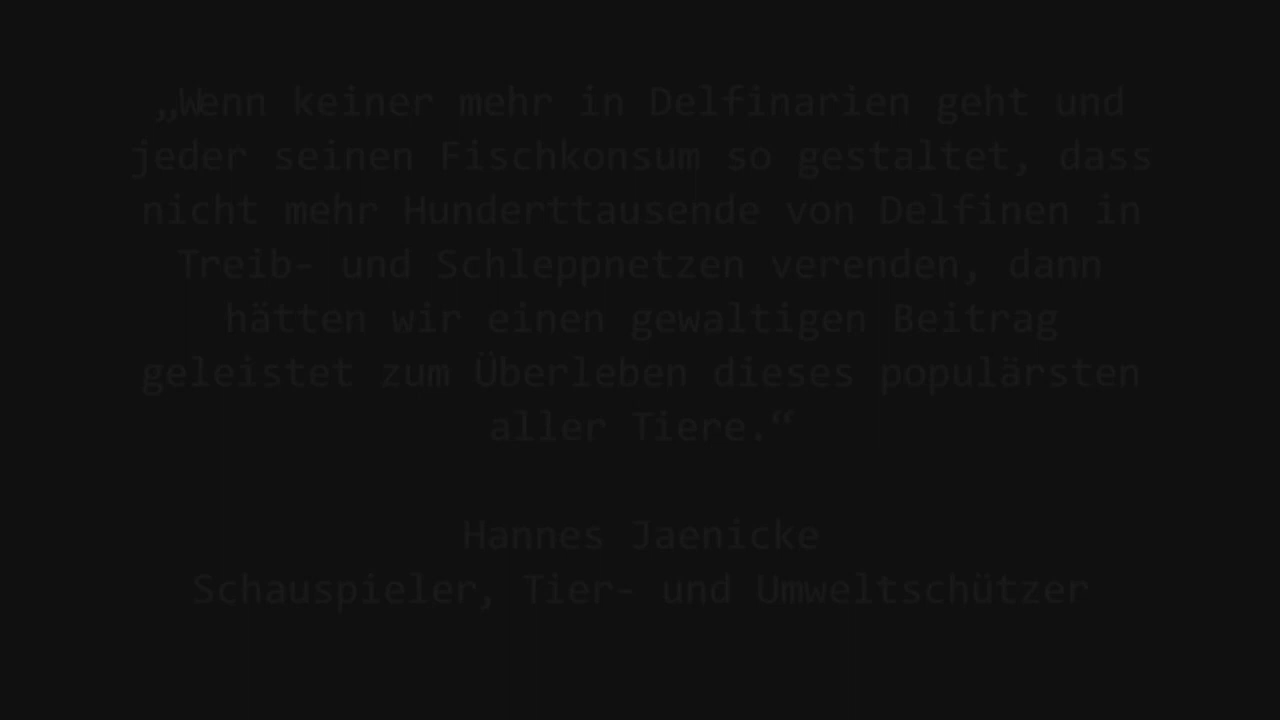 „Wenn keiner mehr in Delfinarien geht und
jeder seinen Fischkonsum so gestaltet, dass
nicht mehr Hunderttausende von Delfinen in
Treib- und Schleppnetzen verenden, dann
hätten wir einen gewaltigen Beitrag
geleistet zum Überleben dieses populärsten
aller Tiere.“
Hannes Jaenicke
Schauspieler, Tier- und Umweltschützer